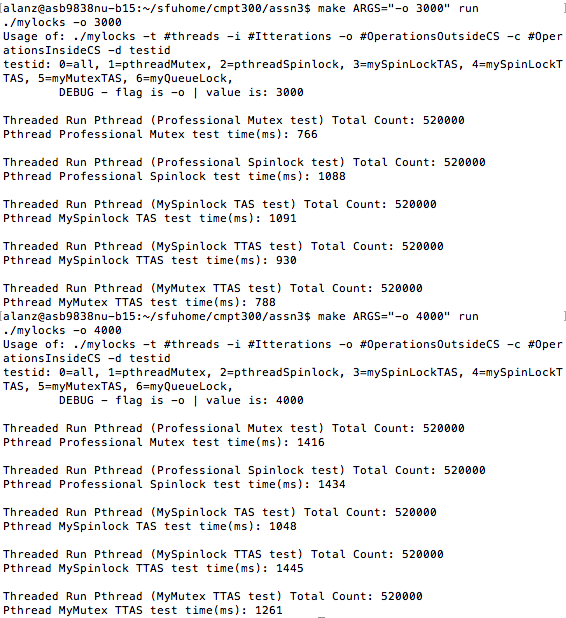 [alanz@asb9838nu-b15:~/sfuhome/cmpt300/assn3$ make ARGS="-o 3000" run ]
./mylocks -o 3000
Usage of: ./mylocks -t #threads -i #Itterations -o #OperationsOutsideCS -c #Oper
ationsInsideCS -d testid
testid: 0=all, 1=pthreadMutex, 2=pthreadSpinlock, 3=mySpinLockTAS, 4=mySpinLockT
TAS, 5=myMutexTAS, 6=myQueueLock,
DEBUG - flag is -o | value is: 3000
Threaded Run Pthread (Professional Mutex test) Total Count: 520000
Pthread Professional Mutex test time(ms): 766
Threaded Run Pthread (Professional Spinlock test) Total Count: 520000
Pthread Professional Spinlock test time(ms): 1088
Threaded Run Pthread (MySpinlock TAS test) Total Count: 520000
Pthread MySpinlock TAS test time(ms): 1091
Threaded Run Pthread (MySpinlock TTAS test) Total Count: 520000
Pthread MySpinlock TTAS test time(ms): 930
Threaded Run Pthread (MyMutex TTAS test) Total Count: 520000
Pthread MyMutex TTAS test time(ms): 788
[alanz@asb9838nu-b15:~/sfuhome/cmpt300/assn3$ make ARGS="-o 4000" run ]
./mylocks -o 4000
Usage of: ./mylocks -t #threads -i #Itterations -o #OperationsOutsideCS -c #Oper
ationsInsideCS -d testid
testid: 0=all, 1=pthreadMutex, 2=pthreadSpinlock, 3=mySpinLockTAS, 4=mySpinLockT
TAS, 5=myMutexTAS, 6=myQueueLock,
DEBUG - flag is -o | value is: 4000
Threaded Run Pthread (Professional Mutex test) Total Count: 520000
Pthread Professional Mutex test time(ms): 1416
Threaded Run Pthread (Professional Spinlock test) Total Count: 520000
Pthread Professional Spinlock test time(ms): 1434
Threaded Run Pthread (MySpinlock TAS test) Total Count: 520000
Pthread MySpinlock TAS test time(ms): 1048
Threaded Run Pthread (MySpinlock TTAS test) Total Count: 520000
Pthread MySpinlock TTAS test time(ms): 1445
Threaded Run Pthread (MyMutex TTAS test) Total Count: 520000
Pthread MyMutex TTAS test time(ms): 1261